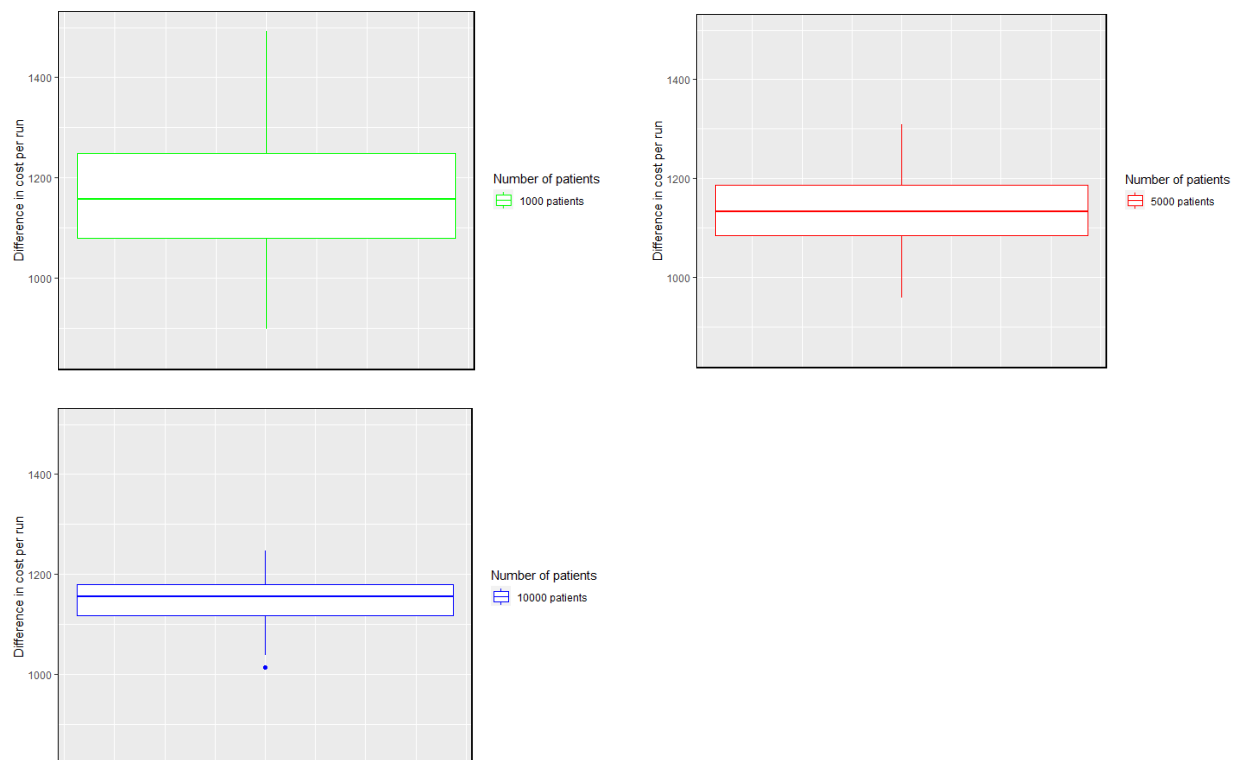 Difference in cost per run
1400
1200
1000
Number of patients
1000 patients
Difference in cost per run
1400
1200
1000
Number of patients
5000 patients
Difference in cost per run
1400
1200
1000
Number of patients
10000 patients